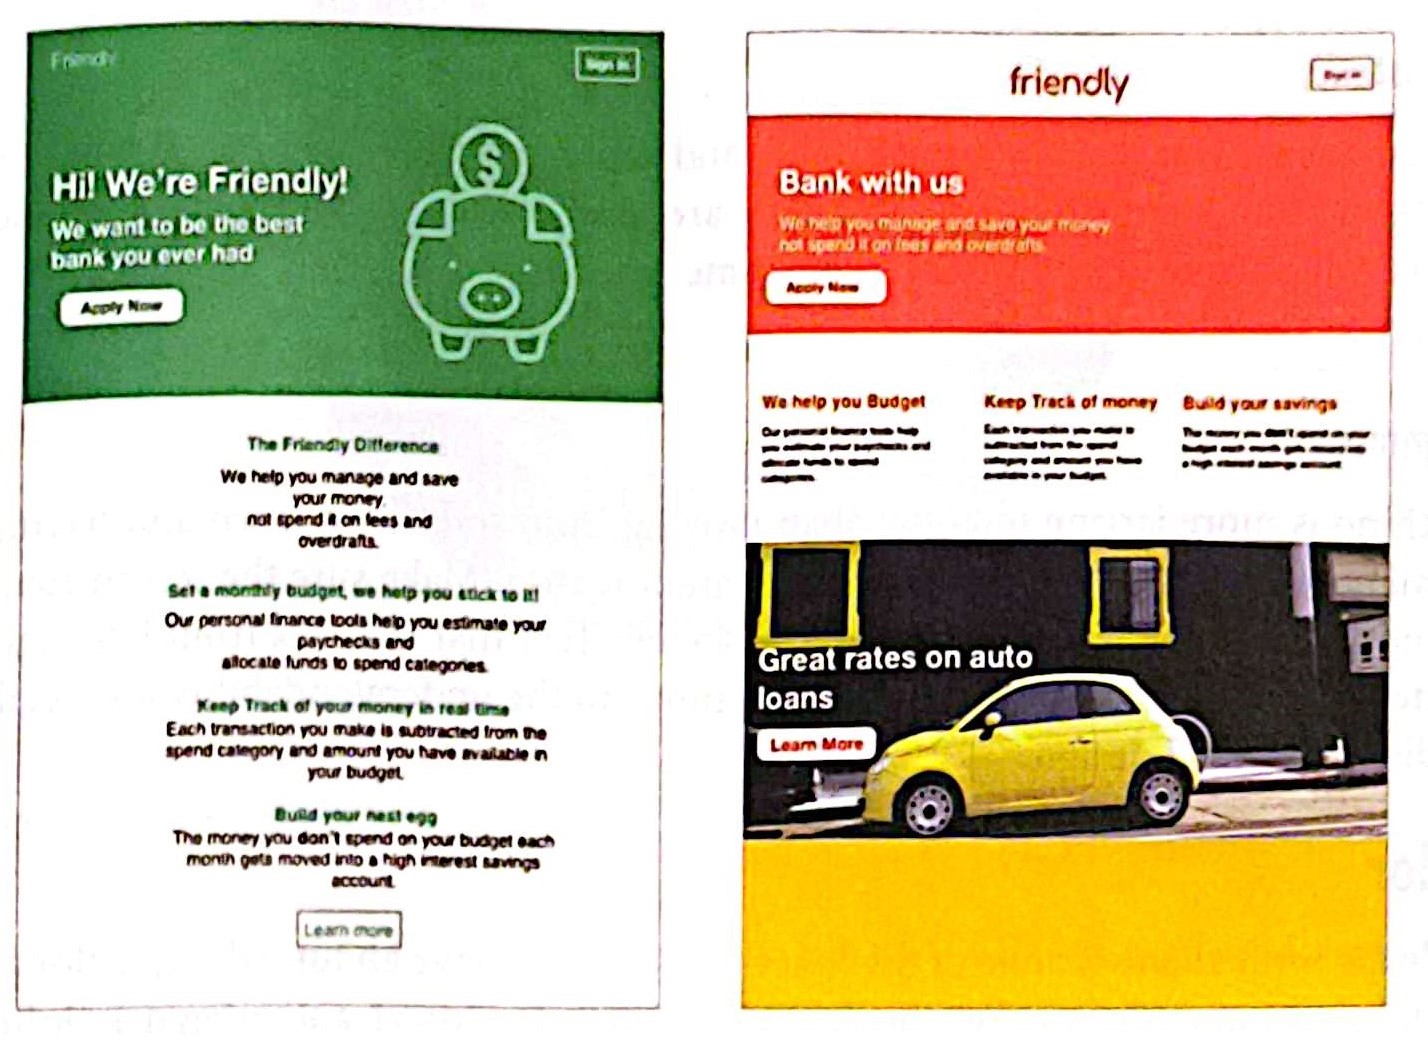 Friendly
Sign In
Hi! We're Friendly!
We want to be the best
bank you ever had
Apply Now
$
The Friendly Difference
We help you manage and save
your money.
not spend it on fees and
overdrafts.
Set a monthly budget, we help you stick to it!
Our personal finance tools help you estimate your
paychecks and
allocate funds to spend categories.
Keep Track of your money in real time
Each transaction you make is subtracted from the
spend category and amount you have available in
your budget.
Build your nest egg
The money you don't spend on your budget each
month gets moved into a high interest savings
account.
Learn more
friendly
Sign In
Bank with us
We help you manage and save your money
not spend it on fees and overdrafts.
Apply Now
We help you Budget
Our personal finance tools help
you estimate your paychecks and
allocate funds to spend
categories.
Keep Track of money
Each transaction you make is
subtracted from the spend
category and amount you have
available in your budget.
Build your savings
The money you don't spend on your
budget each month gets moved into
a high interest savings account.
Great rates on auto
loans
Learn More